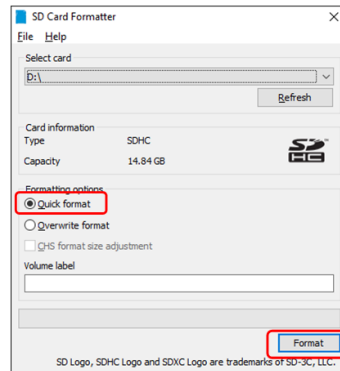 SD Card Formatter
File Help
Select card
D:\
Refresh
Card information
Type SDHC
Capacity 14.84 GB
SD HC
Formatting options
Quick format
Overwrite format
CHS format size adjustment
Volume label
Format
SD Logo, SDHC Logo and SDXC Logo are trademarks of SD-3C, LLC.